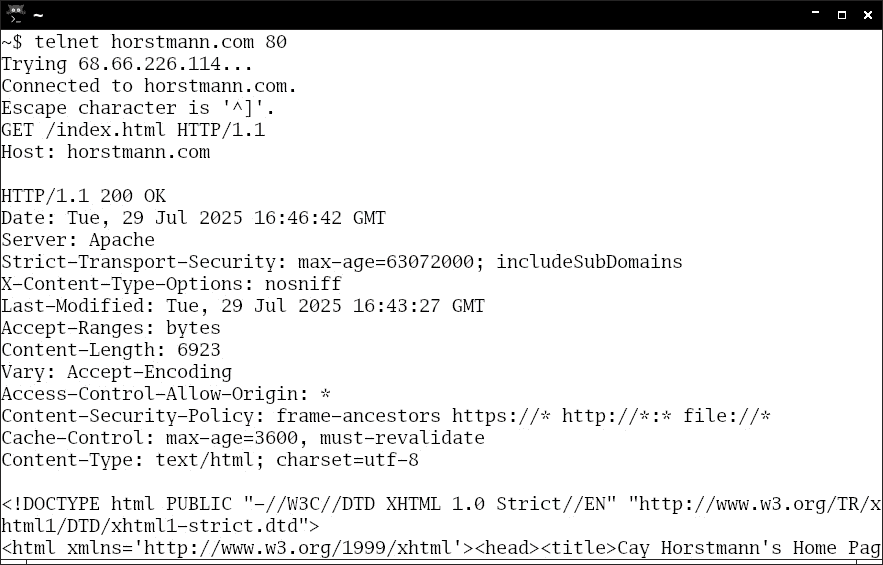 ~
~$ telnet horstmann.com 80
Trying 68.66.226.114...
Connected to horstmann.com.
Escape character is '^]'.
GET /index.html HTTP/1.1
Host: horstmann.com

HTTP/1.1 200 OK
Date: Tue, 29 Jul 2025 16:46:42 GMT
Server: Apache
Strict-Transport-Security: max-age=63072000; includeSubDomains
X-Content-Type-Options: nosniff
Last-Modified: Tue, 29 Jul 2025 16:43:27 GMT
Accept-Ranges: bytes
Content-Length: 6923
Vary: Accept-Encoding
Access-Control-Allow-Origin: *
Content-Security-Policy: frame-ancestors https://* http://*:* file://*
Cache-Control: max-age=3600, must-revalidate
Content-Type: text/html; charset=utf-8

<!DOCTYPE html PUBLIC "-//W3C//DTD XHTML 1.0 Strict//EN" "http://www.w3.org/TR/x
html1/DTD/xhtml1-strict.dtd">
<html xmlns='http://www.w3.org/1999/xhtml'><head><title>Cay Horstmann's Home Pag